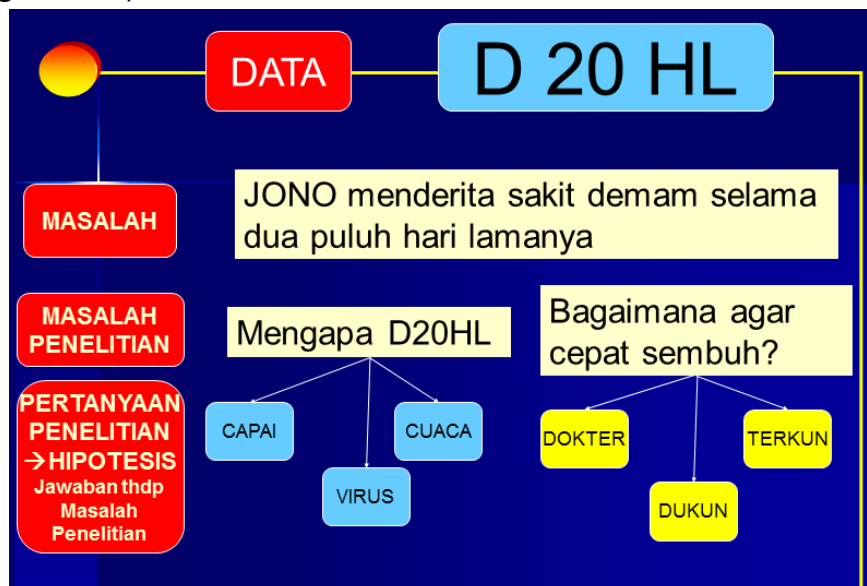 DATA
D 20 HL
MASALAH
JONO menderita sakit demam selama
dua puluh hari lamanya
MASALAH
PENELITIAN
Mengapa D20HL
Bagaimana agar
cepat sembuh?
PERTANYAAN
PENELITIAN
→HIPOTESIS
Jawaban thdp
Masalah
Penelitian
CAPAI
VIRUS
CUACA
DOKTER
DUKUN
TERKUN